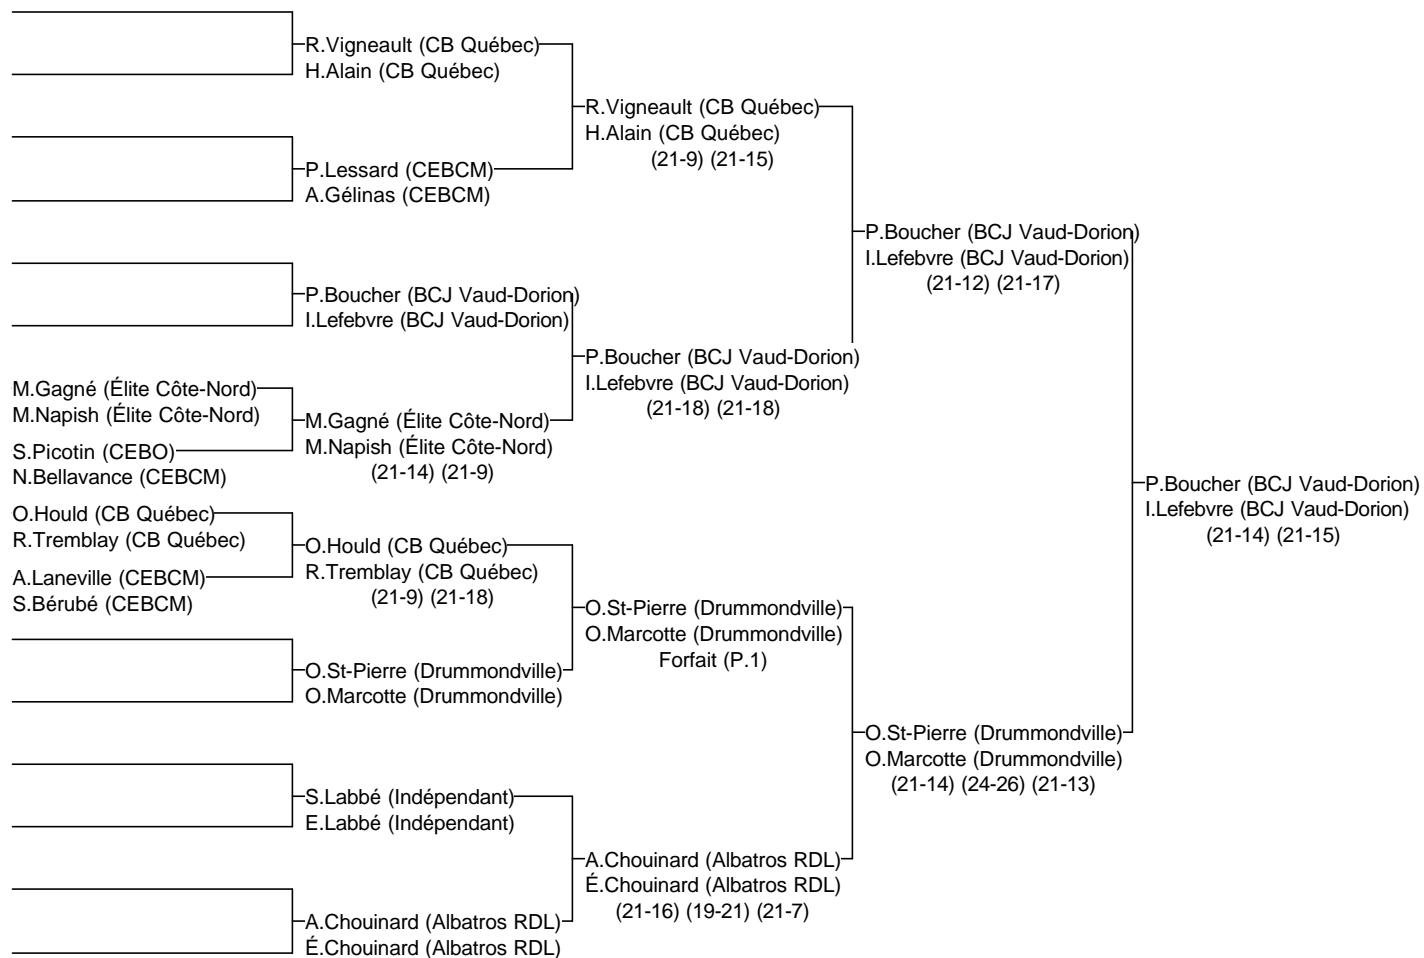 R.Vigneault (CB Québec)
H.Alain (CB Québec)
R.Vigneault (CB Québec)
H.Alain (CB Québec)
(21-9) (21-15)
P.Lessard (CEBCM)
A.Gélinas (CEBCM)
P.Boucher (BCJ Vaud-Dorion)
I.Lefebvre (BCJ Vaud-Dorion)
(21-12) (21-17)
P.Boucher (BCJ Vaud-Dorion)
I.Lefebvre (BCJ Vaud-Dorion)
P.Boucher (BCJ Vaud-Dorion)
I.Lefebvre (BCJ Vaud-Dorion)
(21-18) (21-18)
M.Gagné (Élite Côte-Nord)
M.Napish (Élite Côte-Nord)
M.Gagné (Élite Côte-Nord)
M.Napish (Élite Côte-Nord)
(21-14) (21-9)
S.Picotin (CEBO)
N.Bellavance (CEBCM)
P.Boucher (BCJ Vaud-Dorion)
I.Lefebvre (BCJ Vaud-Dorion)
(21-14) (21-15)
O.Hould (CB Québec)
R.Tremblay (CB Québec)
O.Hould (CB Québec)
R.Tremblay (CB Québec)
(21-9) (21-18)
A.Laneville (CEBCM)
S.Bérubé (CEBCM)
O.St-Pierre (Drummondville)
O.Marcotte (Drummondville)
Forfait (P.1)
O.St-Pierre (Drummondville)
O.Marcotte (Drummondville)
O.St-Pierre (Drummondville)
O.Marcotte (Drummondville)
(21-14) (24-26) (21-13)
S.Labbé (Indépendant)
E.Labbé (Indépendant)
A.Chouinard (Albatros RDL)
É.Chouinard (Albatros RDL)
(21-16) (19-21) (21-7)
A.Chouinard (Albatros RDL)
É.Chouinard (Albatros RDL)